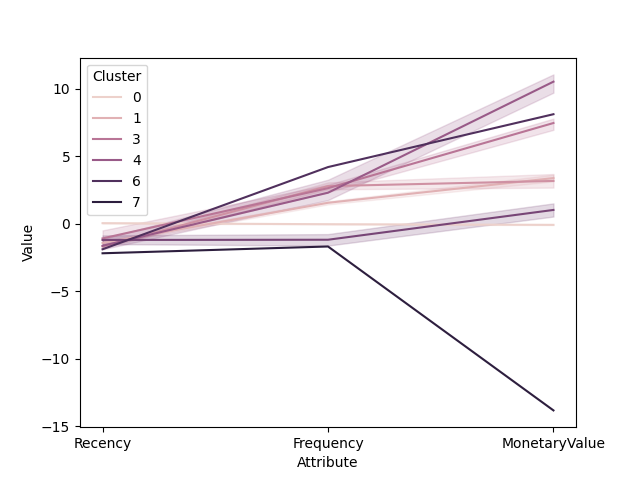 Cluster
0
1
3
4
6
7
10
5
0
−5
−10
−15
Value
Recency
Frequency
MonetaryValue
Attribute